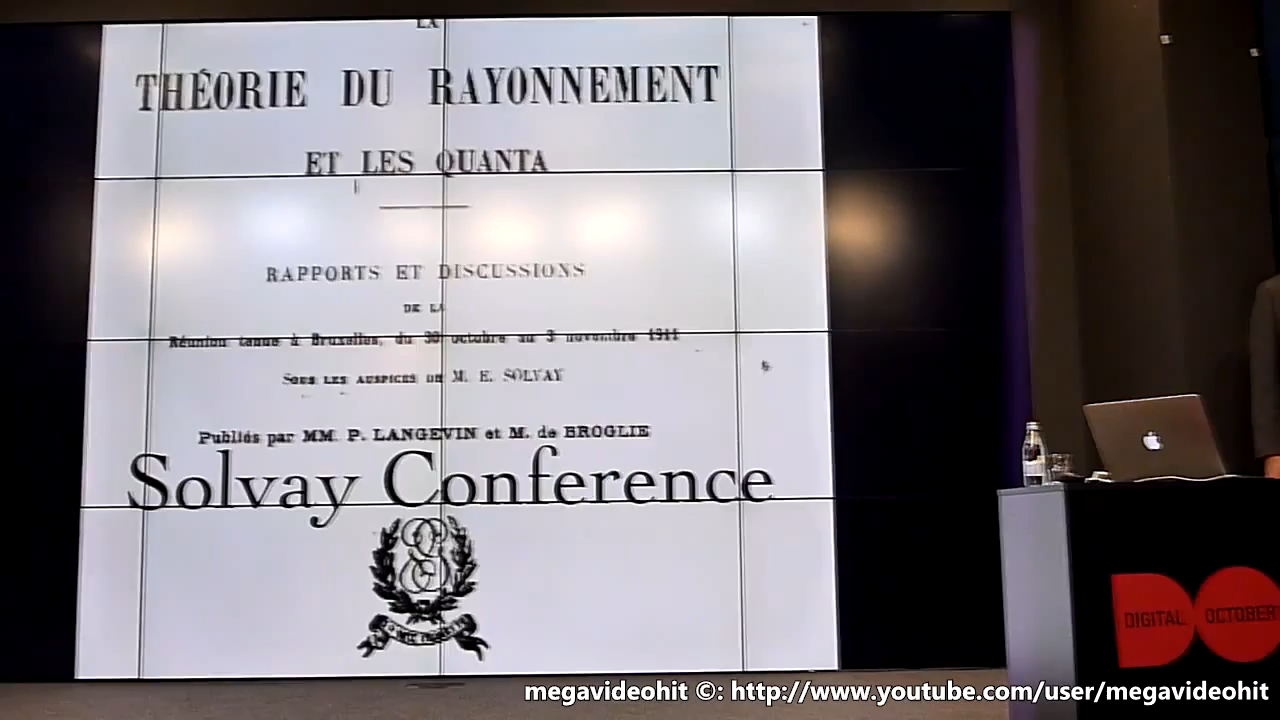 LA
THÉORIE DU RAYONNEMENT
ET LES QUANTA
RAPPORTS ET DISCUSSIONS
DE LA
Réunion tenue à Bruxelles, du 30 octobre au 3 novembre 1911
SOUS LES AUSPICES DE M. E. SOLVAY
Publiés par MM. P. LANGEVIN et M. de BROGLIE
Solvay Conference
DIGITAL OCTOBER
megavideohit ©: http://www.youtube.com/user/megavideohit